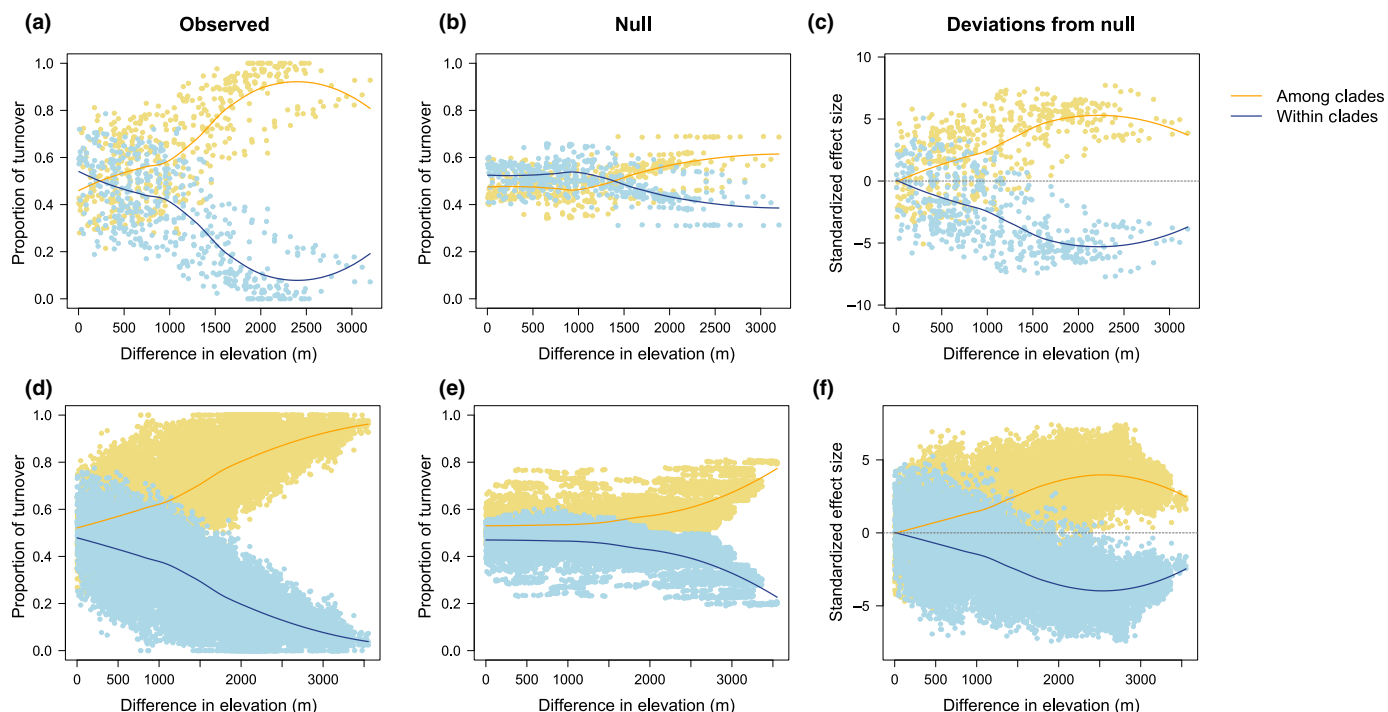 (a) Observed
1.0
0.8
0.6
0.4
0.2
0.0
Proportion of turnover
0 500 1000 1500 2000 2500 3000
Difference in elevation (m)
(b) Null
1.0
0.8
0.6
0.4
0.2
0.0
Proportion of turnover
0 500 1000 1500 2000 2500 3000
Difference in elevation (m)
(c) Deviations from null
10
5
0
−5
−10
Standardized effect size
0 500 1000 1500 2000 2500 3000
Difference in elevation (m)
Among clades
Within clades
(d)
1.0
0.8
0.6
0.4
0.2
0.0
Proportion of turnover
0 500 1000 2000 3000
Difference in elevation (m)
(e)
1.0
0.8
0.6
0.4
0.2
0.0
Proportion of turnover
0 500 1000 2000 3000
Difference in elevation (m)
(f)
5
0
−5
Standardized effect size
0 500 1000 2000 3000
Difference in elevation (m)